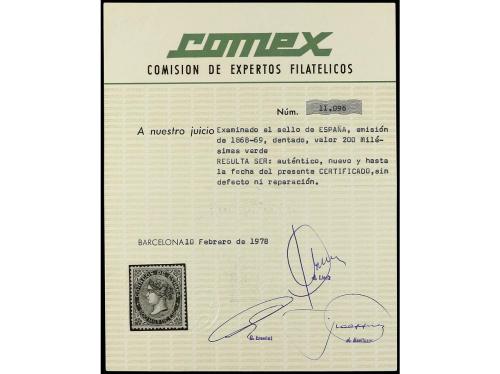 comex
COMISION DE EXPERTOS FILATELICOS
Núm. 11,096
A nuestro juicio Examinado el sello de ESPAÑA, emisión
de 1868-69, dentado, valor 200 Milé-
simas verde
RESULTA SER: auténtico, nuevo y hasta
la fecha del presente CERTIFICADO, sin
defecto ni reparación.
BARCELONA 10 Febrero de 1978